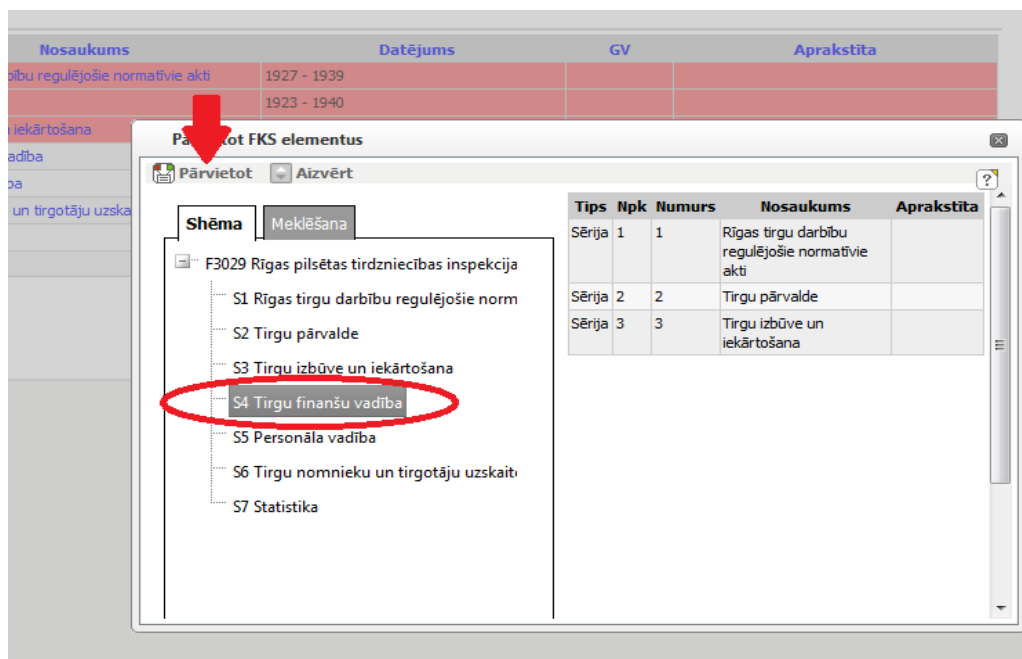 Nosaukums Datējums GV Aprakstīta
regulējošie normatīvie akti 1927 - 1939
1923 - 1940
iekārtošana
Pārvietot FKS elementus
Pārvietot Aizvērt
?
Shēma Meklēšana
F3029 Rīgas pilsētas tirdzniecības inspekcija
S1 Rīgas tirgu darbību regulējošie norm
S2 Tirgu pārvalde
S3 Tirgu izbūve un iekārtošana
S4 Tirgu finanšu vadība
S5 Personāla vadība
S6 Tirgu nomnieku un tirgotāju uzskait
S7 Statistika
un tirgotāju uzska
Tips Npk Numurs Nosaukums Aprakstīta
Sērija 1 1 Rīgas tirgu darbību
regulējošie normatīvie
akti
Sērija 2 2 Tirgu pārvalde
Sērija 3 3 Tirgu izbūve un
iekārtošana